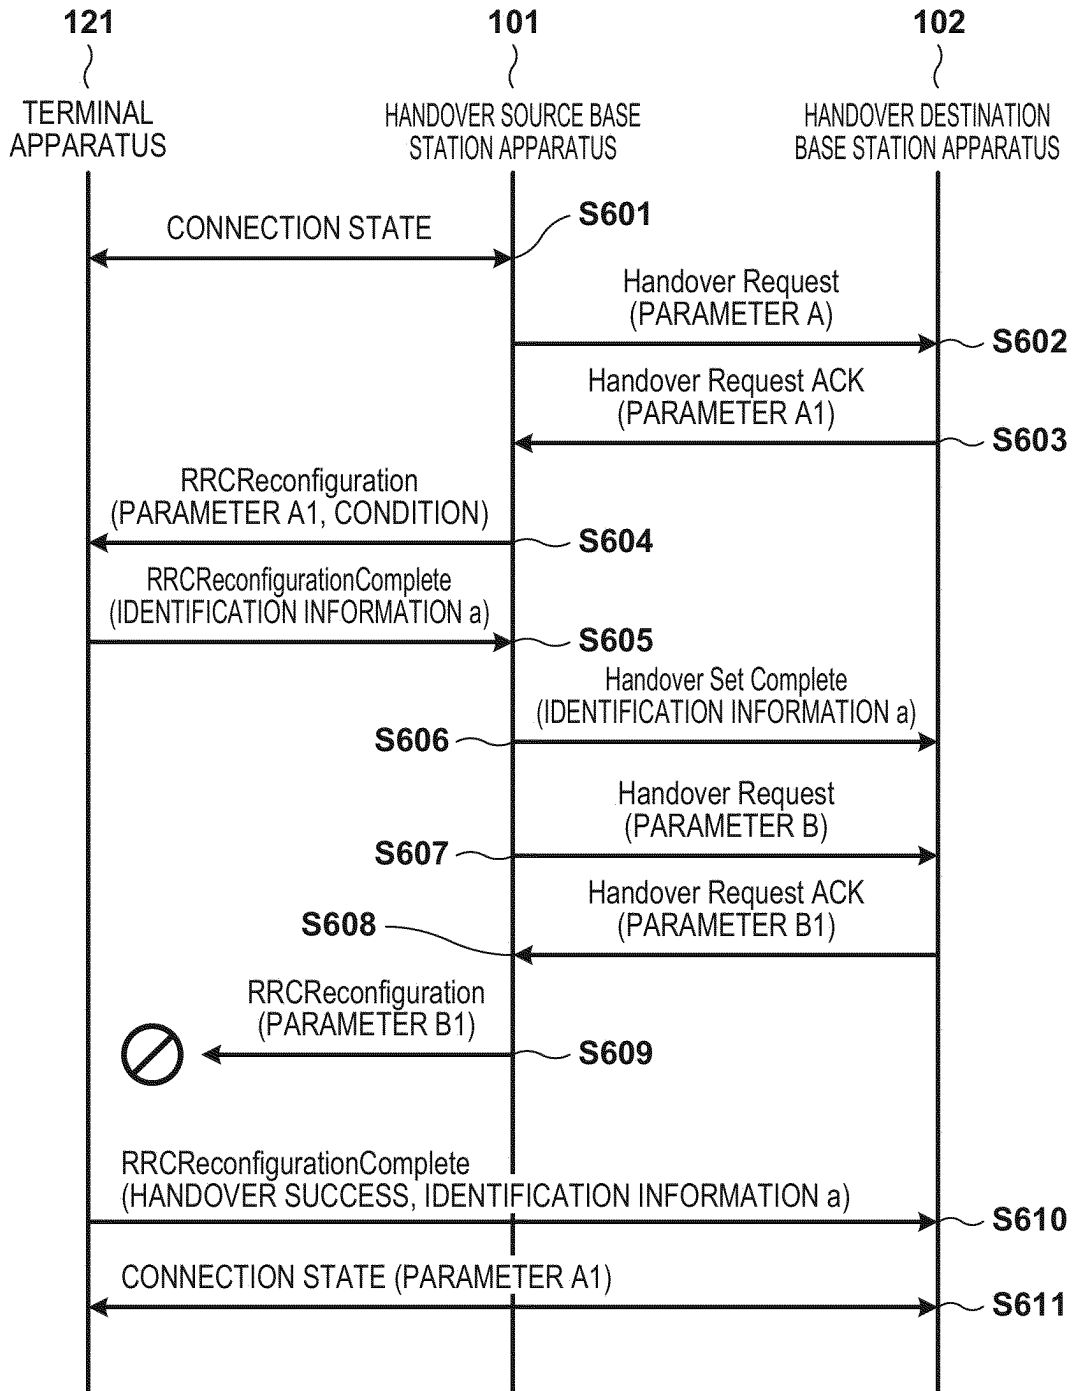 121
101
102
TERMINAL
APPARATUS
HANDOVER SOURCE BASE
STATION APPARATUS
HANDOVER DESTINATION
BASE STATION APPARATUS
CONNECTION STATE
S601
Handover Request
(PARAMETER A)
S602
Handover Request ACK
(PARAMETER A1)
S603
RRCReconfiguration
(PARAMETER A1, CONDITION)
S604
RRCReconfigurationComplete
(IDENTIFICATION INFORMATION a)
S605
Handover Set Complete
(IDENTIFICATION INFORMATION a)
S606
Handover Request
(PARAMETER B)
S607
Handover Request ACK
(PARAMETER B1)
S608
RRCReconfiguration
(PARAMETER B1)
S609
RRCReconfigurationComplete
(HANDOVER SUCCESS, IDENTIFICATION INFORMATION a)
S610
CONNECTION STATE (PARAMETER A1)
S611